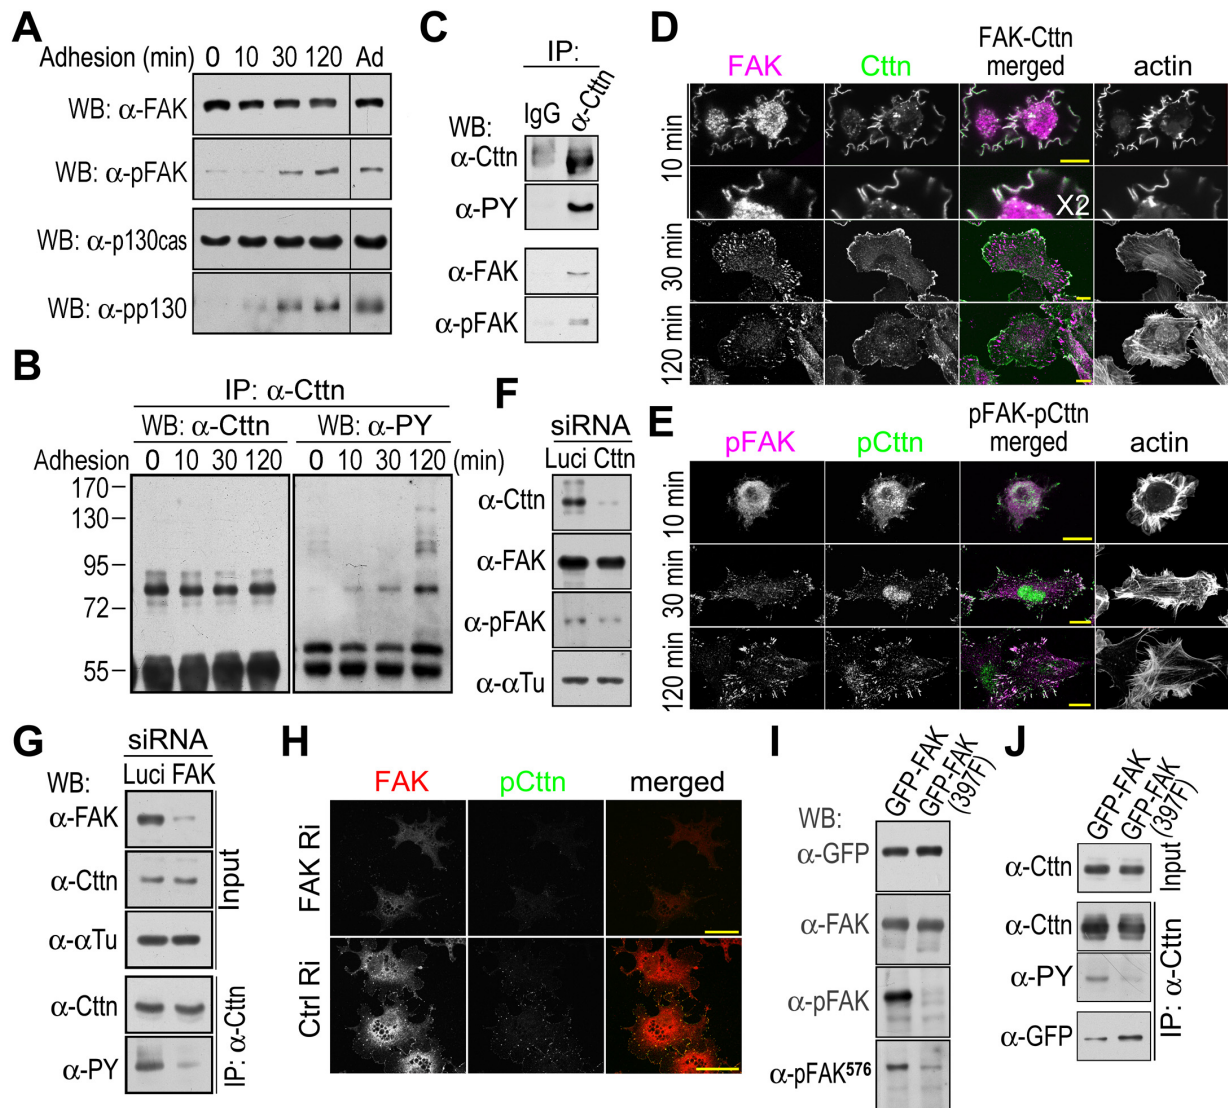 A
Adhesion (min) 0 10 30 120 Ad
WB: α-FAK
WB: α-pFAK
WB: α-p130cas
WB: α-pp130
B
IP: α-Cttn
WB: α-Cttn WB: α-PY
Adhesion 0 10 30 120 0 10 30 120 (min)
170
130
95
72
55
C
IP:
IgG α-Cttn
WB:
α-Cttn
α-PY
α-FAK
α-pFAK
D
FAK Cttn FAK-Cttn merged actin
10 min
X2
30 min
120 min
E
pFAK pCttn pFAK-pCttn merged actin
10 min
30 min
120 min
F
siRNA
Luci Cttn
α-Cttn
α-FAK
α-pFAK
α-αTu
G
siRNA
WB: Luci FAK
α-FAK
α-Cttn
α-αTu
Input
α-Cttn
α-PY
IP: α-Cttn
H
FAK pCttn merged
FAK Ri
Ctrl Ri
I
GFP-FAK
GFP-FAK (397F)
WB:
α-GFP
α-FAK
α-pFAK
α-pFAK⁵⁷⁶
J
GFP-FAK
GFP-FAK (397F)
α-Cttn
Input
α-Cttn
α-PY
α-GFP
IP: α-Cttn